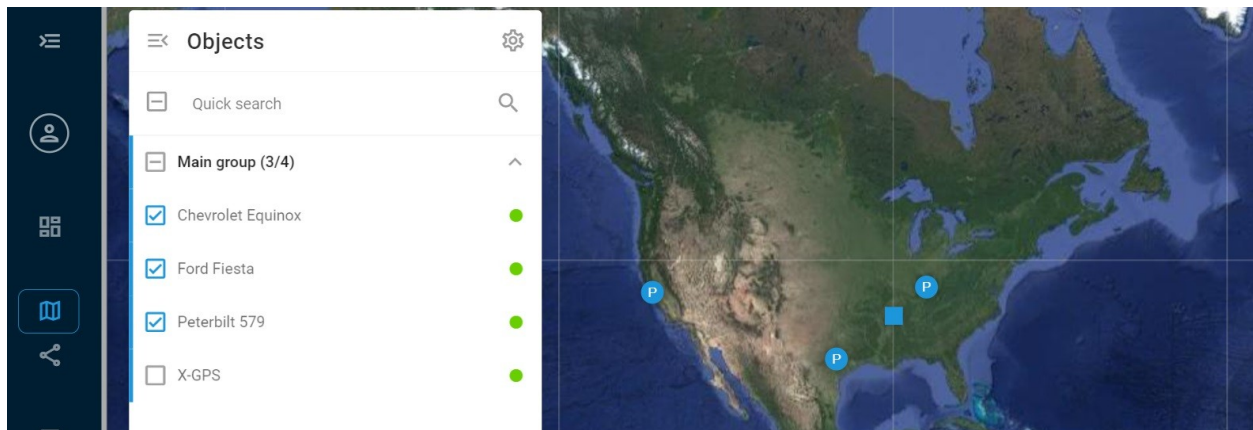 Objects
Quick search
Main group (3/4)
Chevrolet Equinox
Ford Fiesta
Peterbilt 579
X-GPS
P
P
P